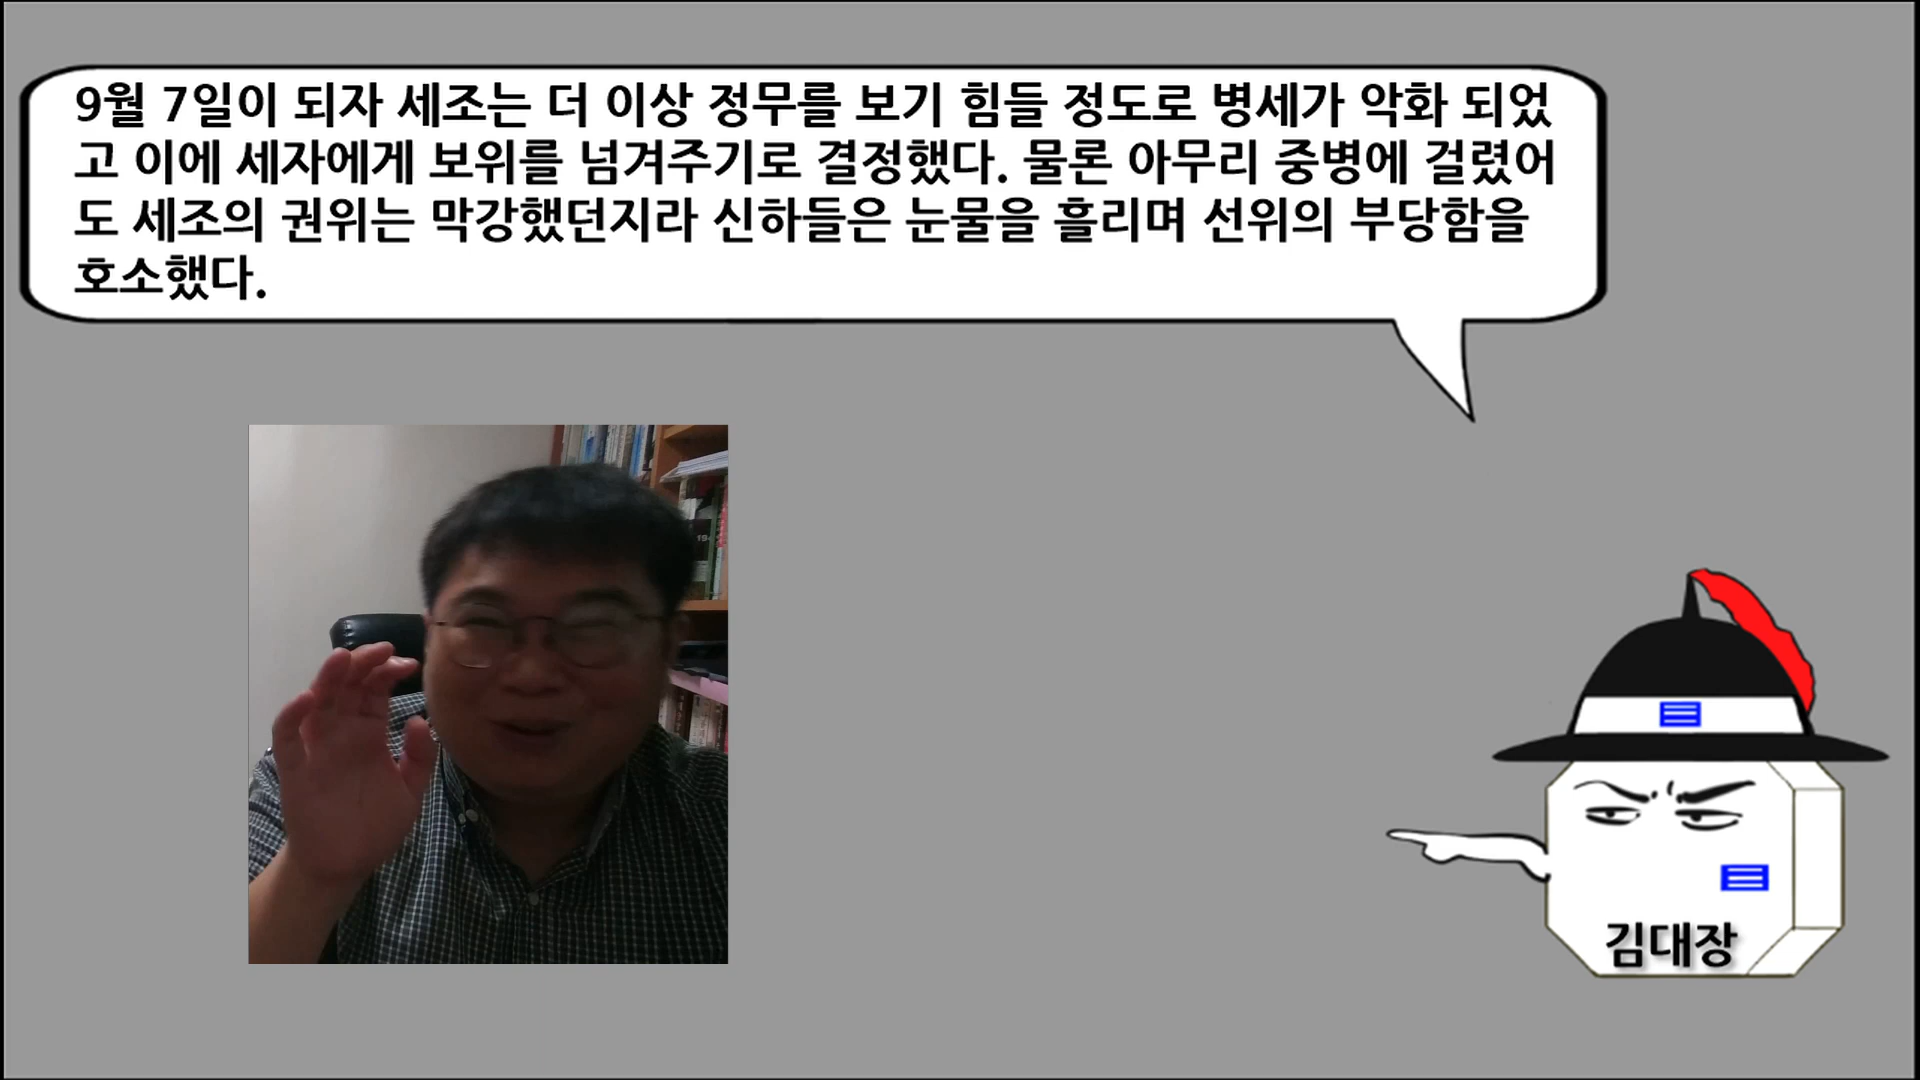 9월 7일이 되자 세조는 더 이상 정무를 보기 힘들 정도로 병세가 악화 되었
고 이에 세자에게 보위를 넘겨주기로 결정했다. 물론 아무리 중병에 걸렸어
도 세조의 권위는 막강했던지라 신하들은 눈물을 흘리며 선위의 부당함을
호소했다.
김대장